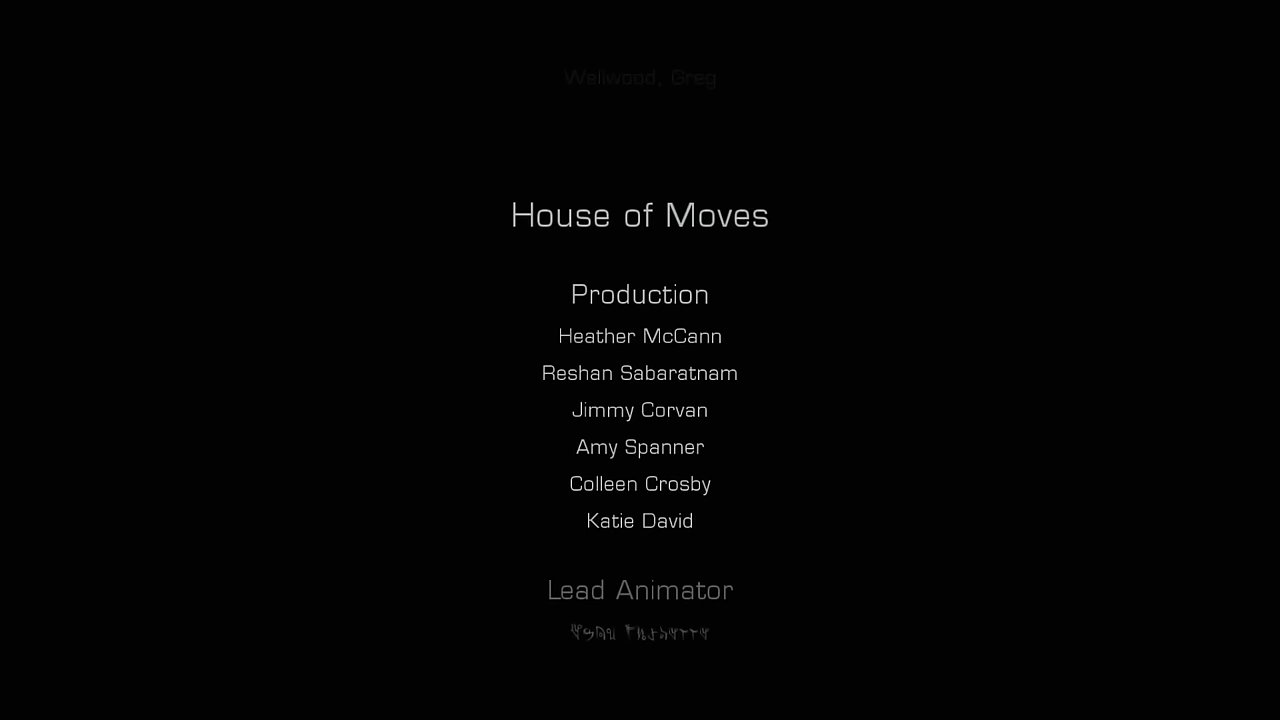 Wellwood, Greg
House of Moves
Production
Heather McCann
Reshan Sabaratnam
Jimmy Corvan
Amy Spanner
Colleen Crosby
Katie David
Lead Animator